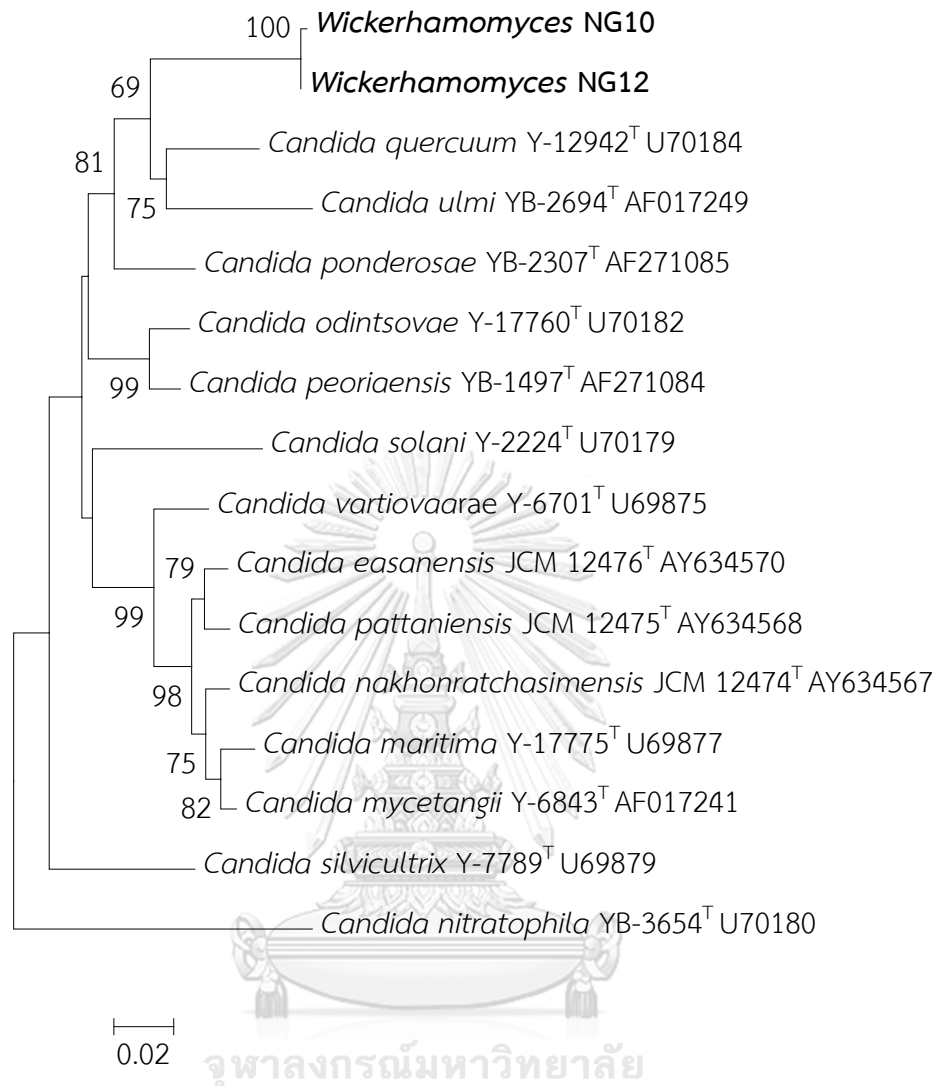 100
Wickerhamomyces NG10
Wickerhamomyces NG12
69
Candida quercuum Y-12942ᵀ U70184
81
75
Candida ulmi YB-2694ᵀ AF017249
Candida ponderosae YB-2307ᵀ AF271085
Candida odintsovae Y-17760ᵀ U70182
99
Candida peoriaensis YB-1497ᵀ AF271084
Candida solani Y-2224ᵀ U70179
Candida vartiovaarae Y-6701ᵀ U69875
79
Candida easanensis JCM 12476ᵀ AY634570
99
Candida pattaniensis JCM 12475ᵀ AY634568
98
Candida nakhonratchasimensis JCM 12474ᵀ AY634567
75
Candida maritima Y-17775ᵀ U69877
82
Candida mycetangii Y-6843ᵀ AF017241
Candida silvicultrix Y-7789ᵀ U69879
Candida nitratophila YB-3654ᵀ U70180
0.02
จุฬาลงกรณ์มหาวิทยาลัย